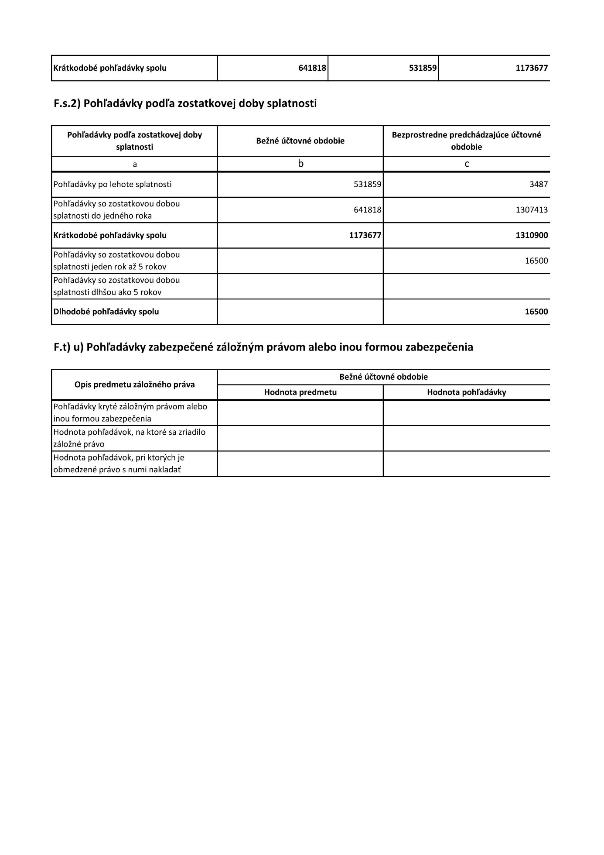 Krátkodobé pohľadávky spolu 641818 531859 1173677
F.s.2) Pohľadávky podľa zostatkovej doby splatnosti
Pohľadávky podľa zostatkovej doby
splatnosti
Bežné účtovné obdobie
Bezprostredne predchádzajúce účtovné
obdobie
a b c
Pohľadávky po lehote splatnosti 531859 3487
Pohľadávky so zostatkovou dobou
splatnosti do jedného roka 641818 1307413
Krátkodobé pohľadávky spolu 1173677 1310900
Pohľadávky so zostatkovou dobou
splatnosti jeden rok až 5 rokov 16500
Pohľadávky so zostatkovou dobou
splatnosti dlhšou ako 5 rokov
Dlhodobé pohľadávky spolu 16500
F.t) u) Pohľadávky zabezpečené záložným právom alebo inou formou zabezpečenia
Opis predmetu záložného práva
Bežné účtovné obdobie
Hodnota predmetu Hodnota pohľadávky
Pohľadávky kryté záložným právom alebo
inou formou zabezpečenia
Hodnota pohľadávok, na ktoré sa zriadilo
záložné právo
Hodnota pohľadávok, pri ktorých je
obmedzené právo s numi nakladať